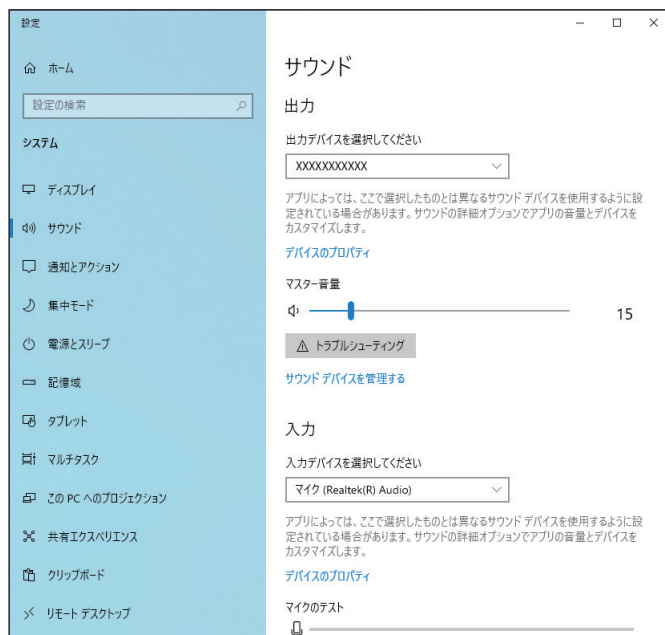 設定
ホーム
設定の検索
システム
ディスプレイ
サウンド
通知とアクション
集中モード
電源とスリープ
記憶域
タブレット
マルチタスク
この PC へのプロジェクション
共有エクスペリエンス
クリップボード
リモート デスクトップ
サウンド
出力
出力デバイスを選択してください
XXXXXXXXXXX
アプリによっては、ここで選択したものとは異なるサウンド デバイスを使用するように設
定されている場合があります。サウンドの詳細オプションでアプリの音量とデバイスを
カスタマイズします。
デバイスのプロパティ
マスター音量
15
トラブルシューティング
サウンド デバイスを管理する
入力
入力デバイスを選択してください
マイク (Realtek(R) Audio)
アプリによっては、ここで選択したものとは異なるサウンド デバイスを使用するように設
定されている場合があります。サウンドの詳細オプションでアプリの音量とデバイスを
カスタマイズします。
デバイスのプロパティ
マイクのテスト